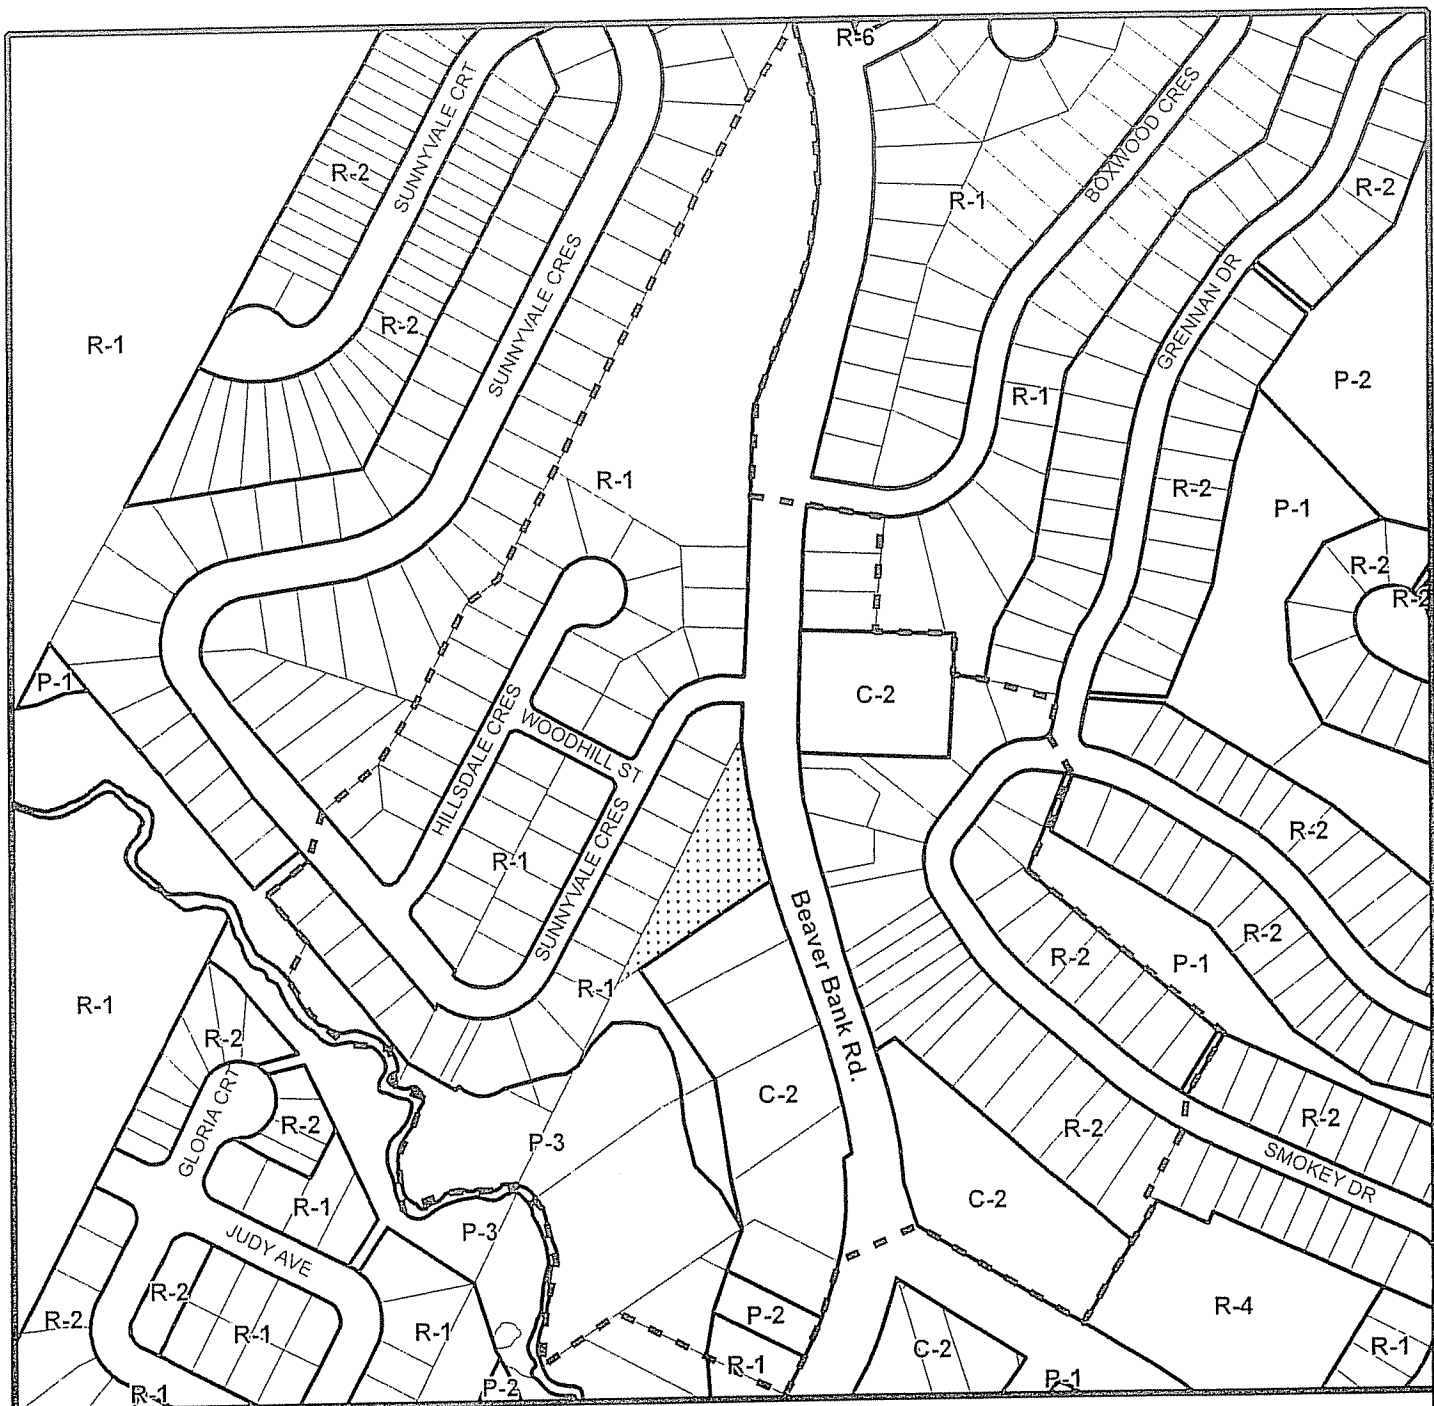 R-6
SUNNYVALE CRT
R-2
BOXWOOD CRES
R-1
R-2
SUNNYVALE CRES
GRENNAN DR
R-2
R-1
P-2
R-1
R-1
R-2
P-1
R-2
R-2
P-1
C-2
HILLSDALE CRES
WOODHILL ST
R-1
SUNNYVALE CRES
R-2
Beaver Bank Rd.
R-2
R-2
P-1
R-1
R-1
R-2
GLORIA CRT
C-2
R-2
R-2
R-2
P-3
SMOKEY DR
R-1
C-2
P-3
JUDY AVE
R-2
R-2
R-1
R-1
P-2
R-4
C-2
R-1
R-1
P-1
P-2
R-1